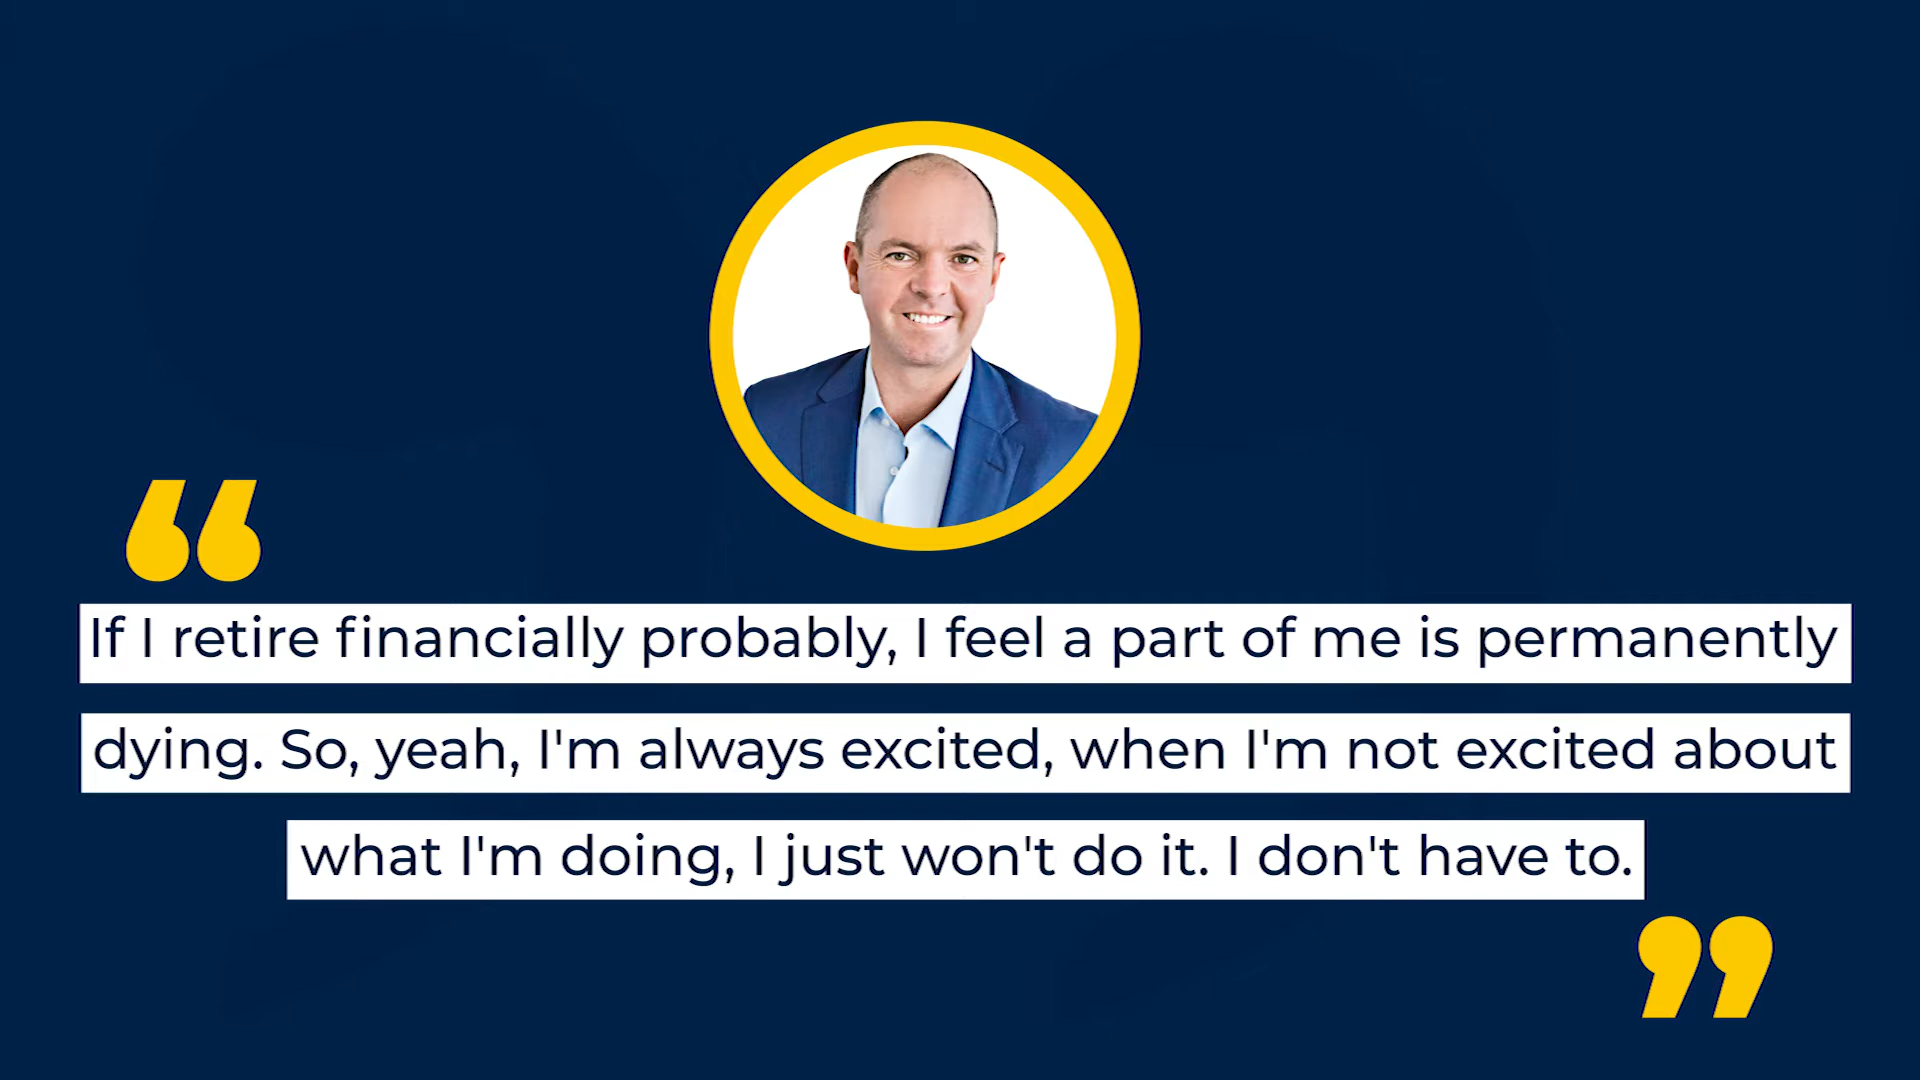 “
If I retire financially probably, I feel a part of me is permanently
dying. So, yeah, I'm always excited, when I'm not excited about
what I'm doing, I just won't do it. I don't have to.
”